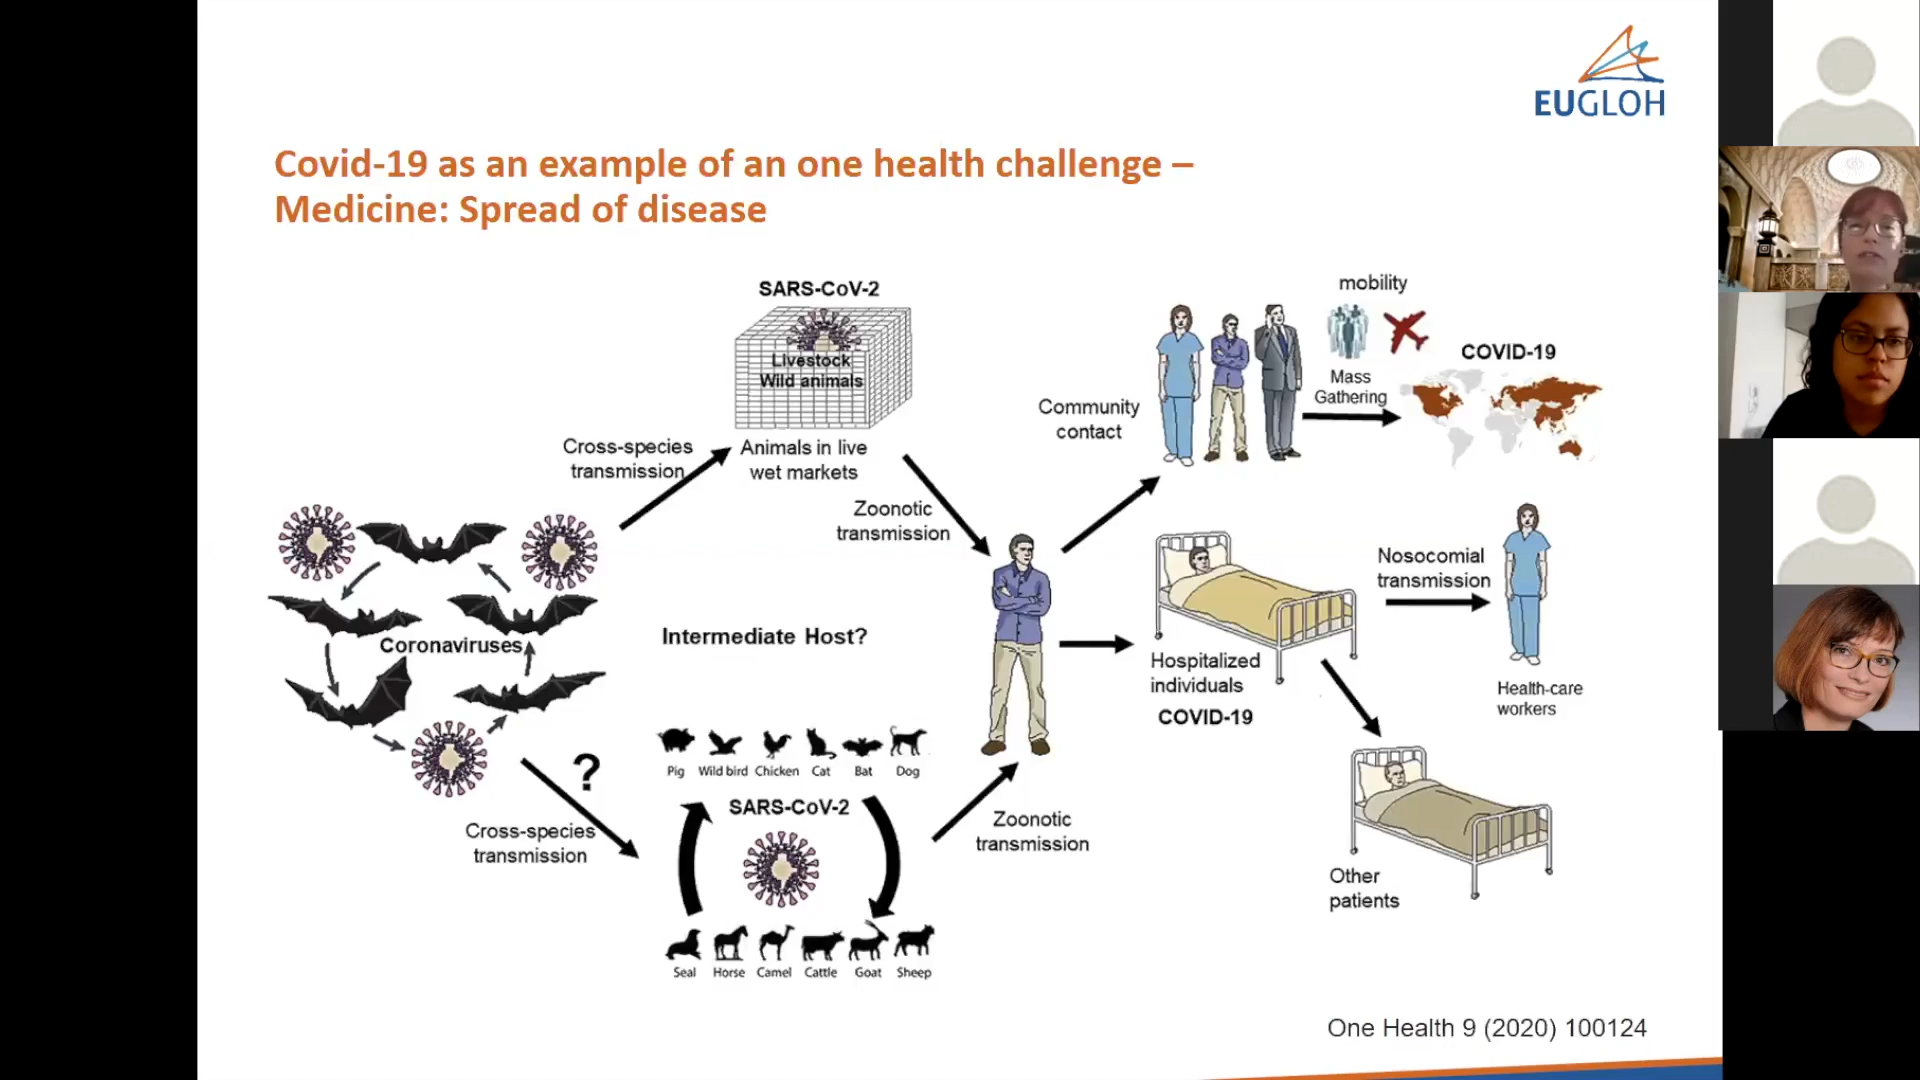 EUGLOH
Covid-19 as an example of an one health challenge –
Medicine: Spread of disease
SARS-CoV-2
Livestock
Wild animals
Animals in live
wet markets
Cross-species
transmission
Zoonotic
transmission
Community
contact
mobility
Mass
Gathering
COVID-19
Coronaviruses
Intermediate Host?
Hospitalized
individuals
COVID-19
Nosocomial
transmission
Health-care
workers
?
Cross-species
transmission
Pig Wild bird Chicken Cat Bat Dog
SARS-CoV-2
Seal Horse Camel Cattle Goat Sheep
Zoonotic
transmission
Other
patients
One Health 9 (2020) 100124